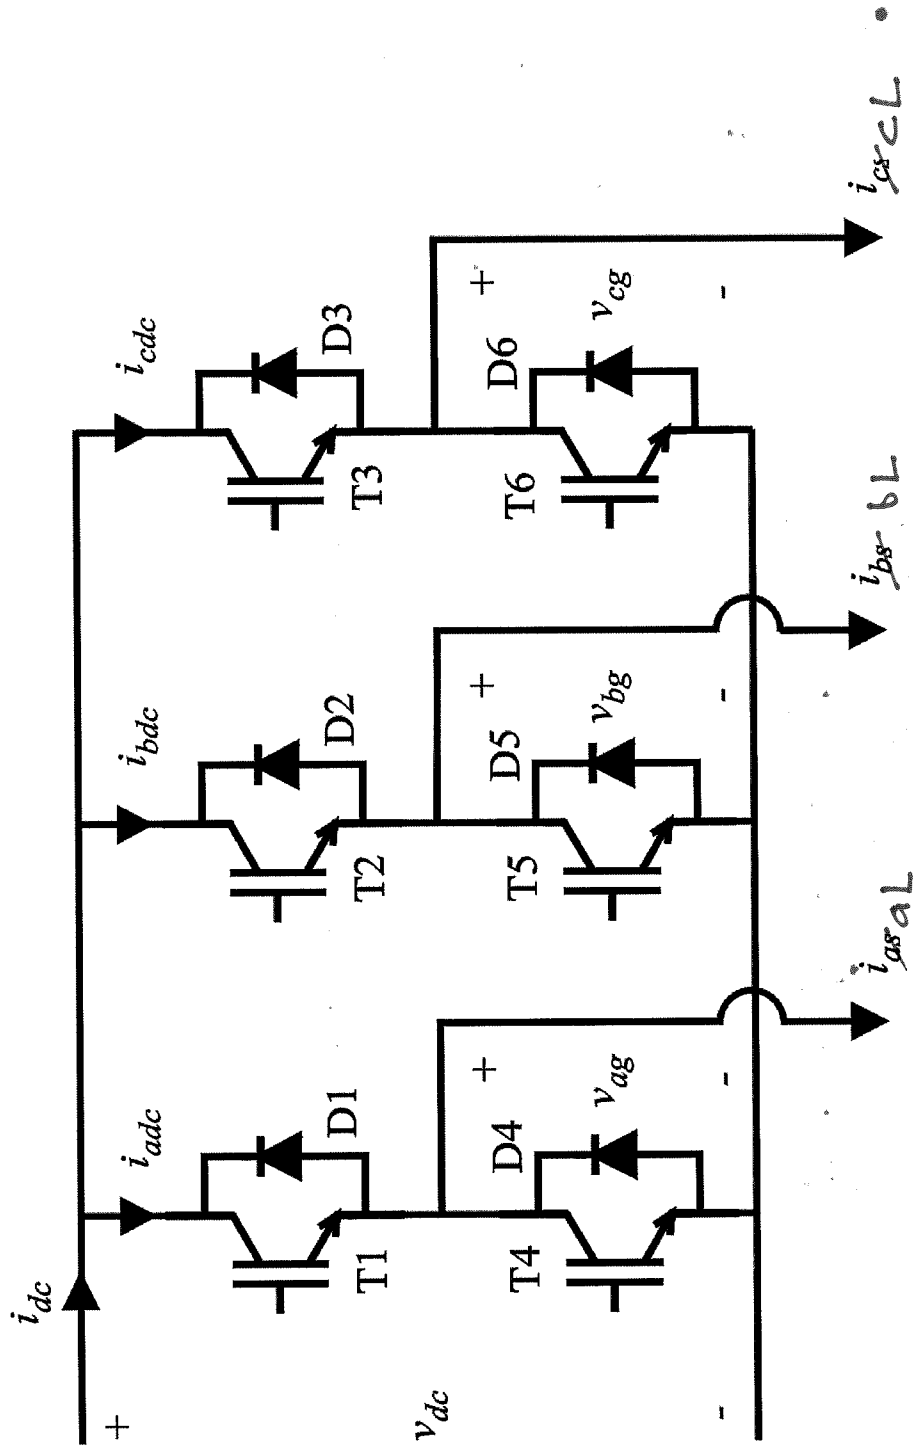 i_dc
+
v_dc
-
i_adc
i_bdc
i_cdc
T1
D1
T2
D2
T3
D3
T4
D4
T5
D5
T6
D6
+
v_ag
-
+
v_bg
-
+
v_cg
-
i_as aL
i_bs bL
i_cs cL